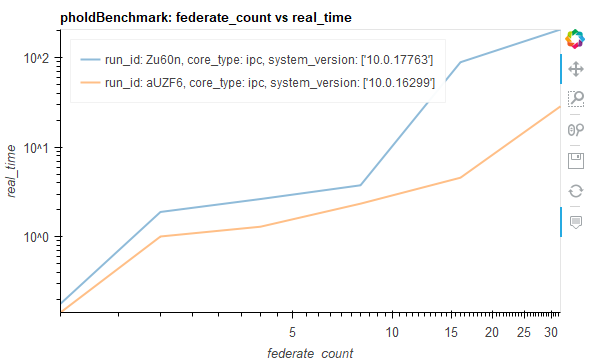 pholdBenchmark: federate_count vs real_time
run_id: Zu60n, core_type: ipc, system_version: ['10.0.17763']
run_id: aUZF6, core_type: ipc, system_version: ['10.0.16299']
10^2
10^1
10^0
real_time
5 10 15 20 25 30
federate_count